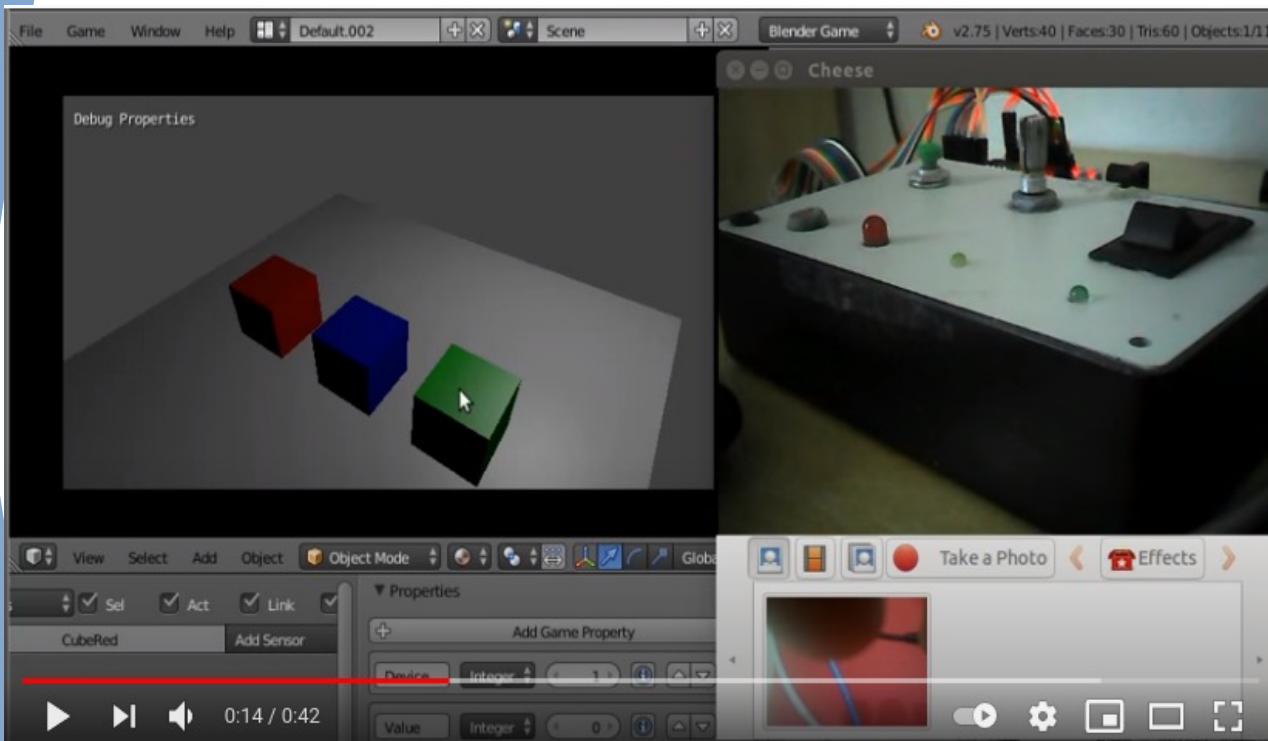 File Game Window Help Default.002 Scene Blender Game v2.75 | Verts:40 | Faces:30 | Tris:60 | Objects:1/11
Cheese
Debug Properties
View Select Add Object Object Mode Globa
Take a Photo Effects
s Sel Act Link
Properties
CubeRed Add Sensor
Add Game Property
Device Integer 1
Value Integer 0
0:14 / 0:42